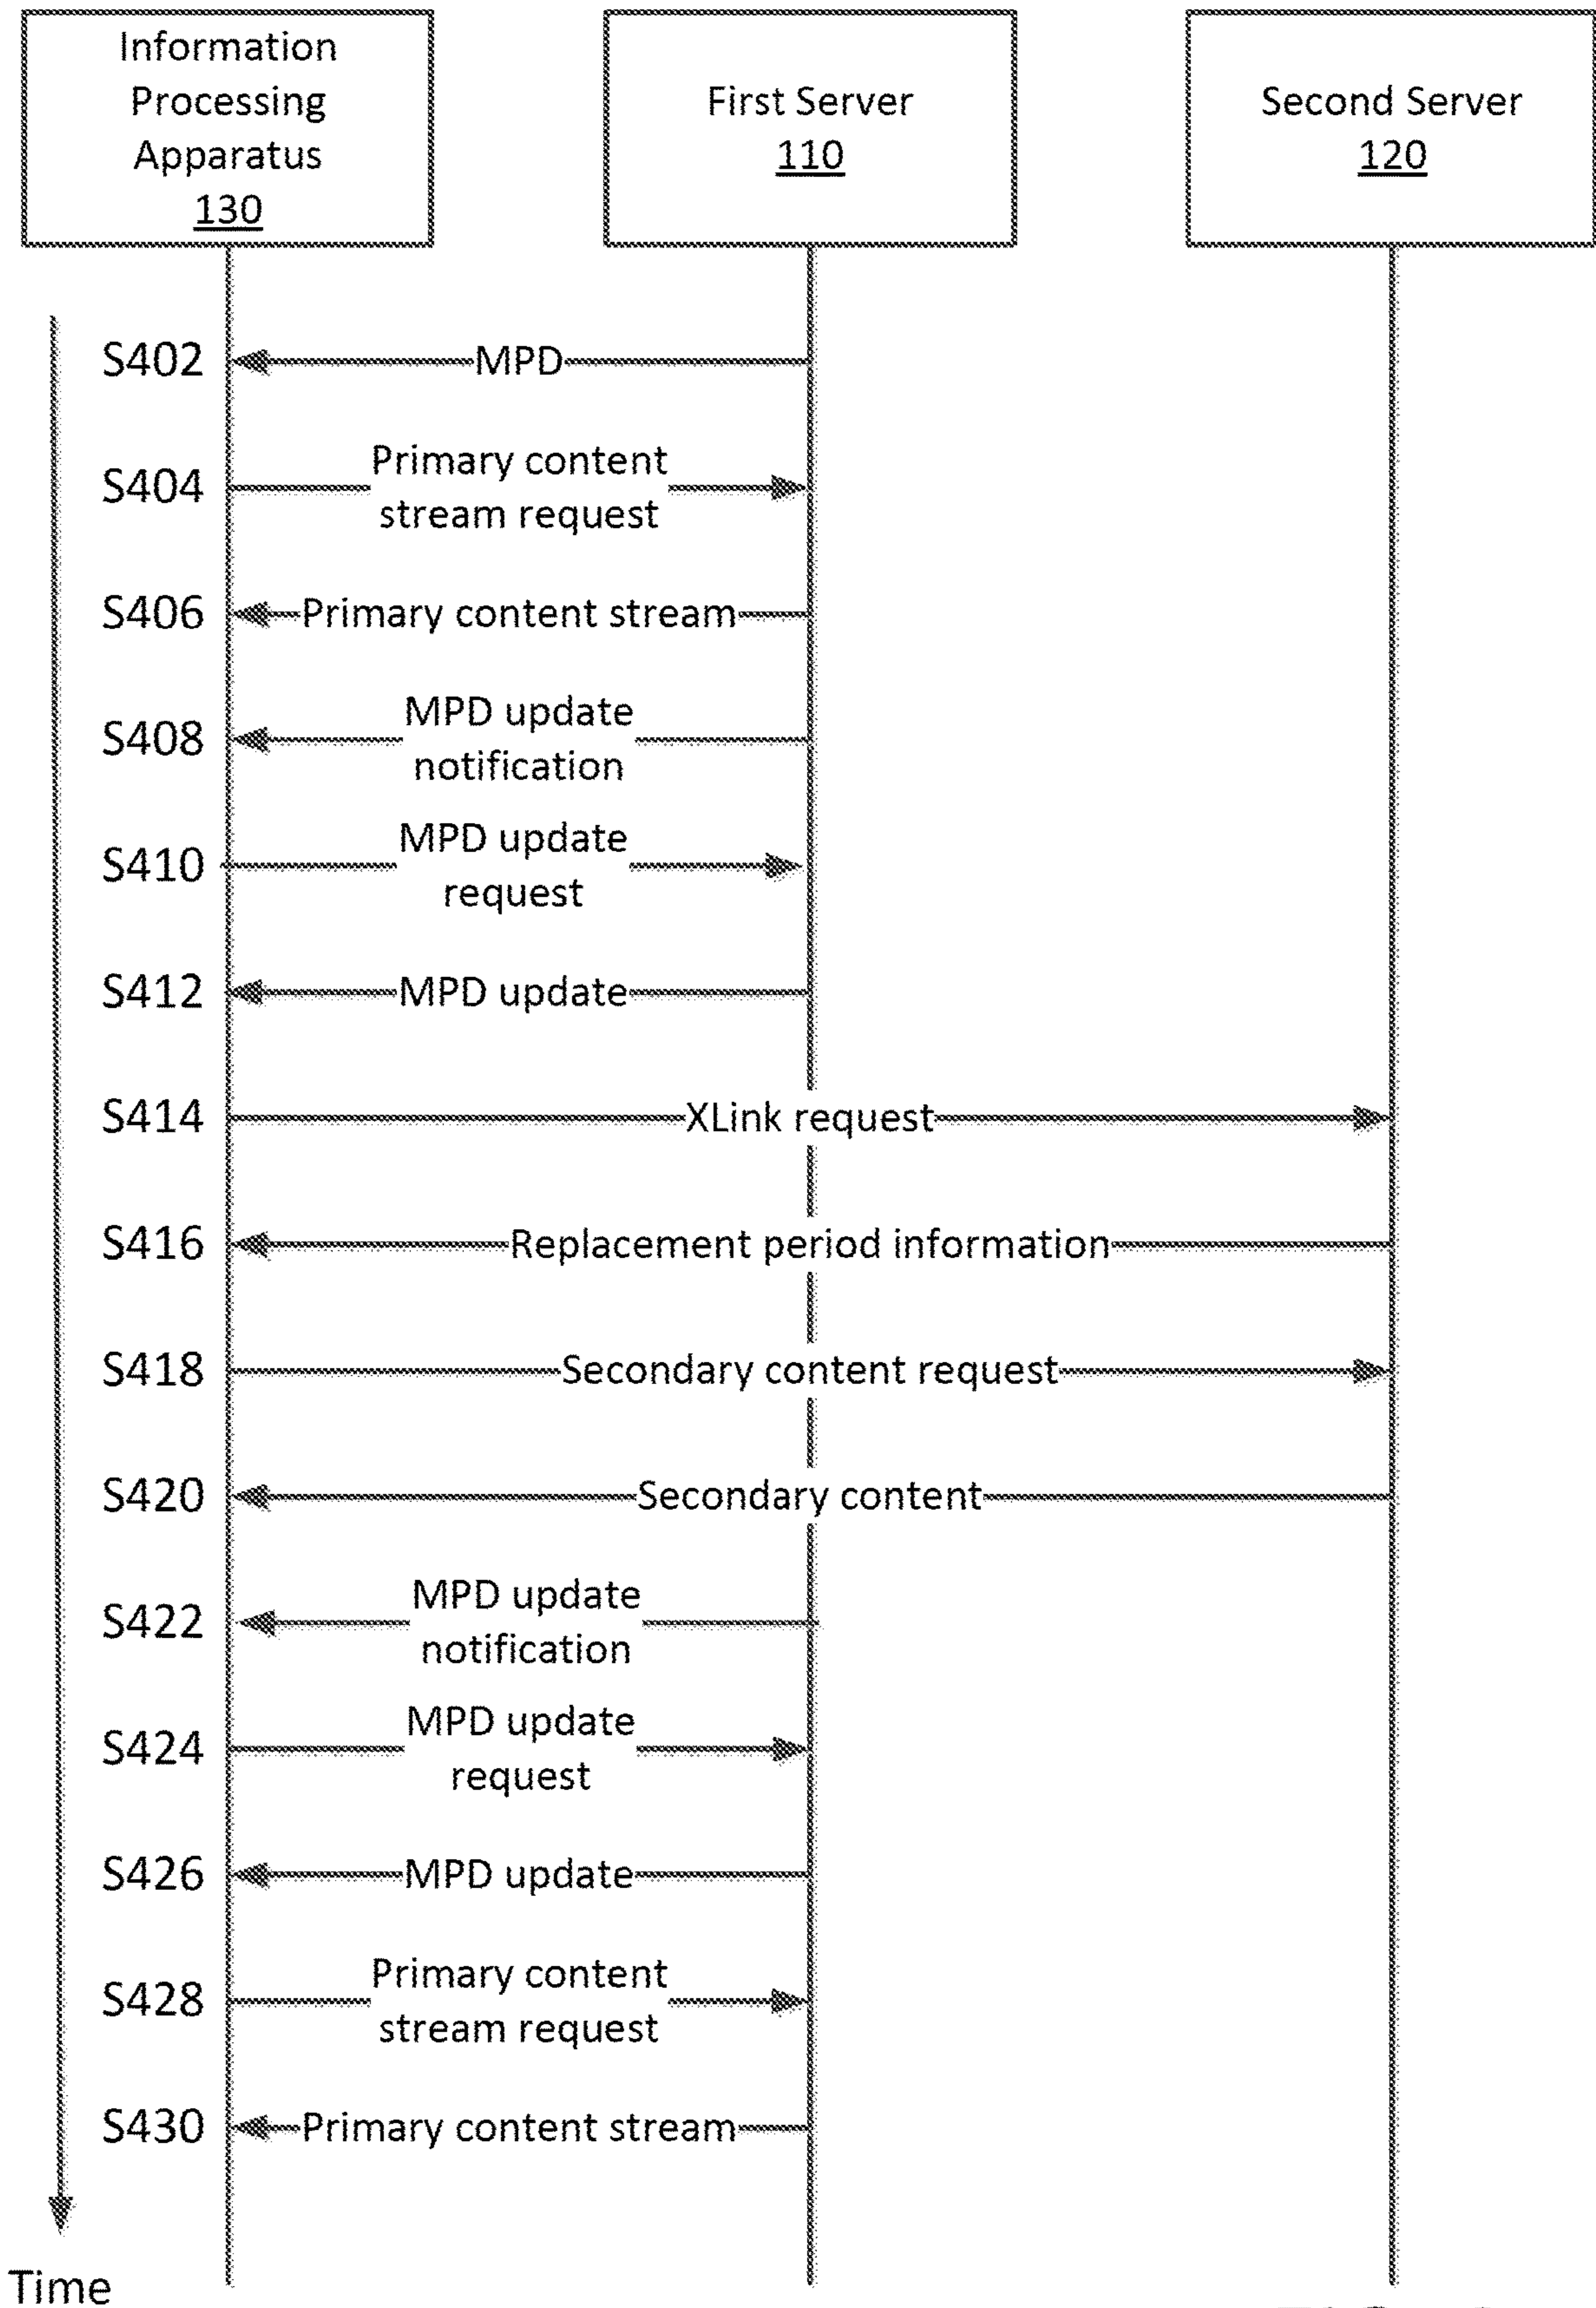 Information
Processing
Apparatus
130
First Server
110
Second Server
120
S402
MPD
S404
Primary content
stream request
S406
Primary content stream
S408
MPD update
notification
S410
MPD update
request
S412
MPD update
S414
XLink request
S416
Replacement period information
S418
Secondary content request
S420
Secondary content
S422
MPD update
notification
S424
MPD update
request
S426
MPD update
S428
Primary content
stream request
S430
Primary content stream
Time